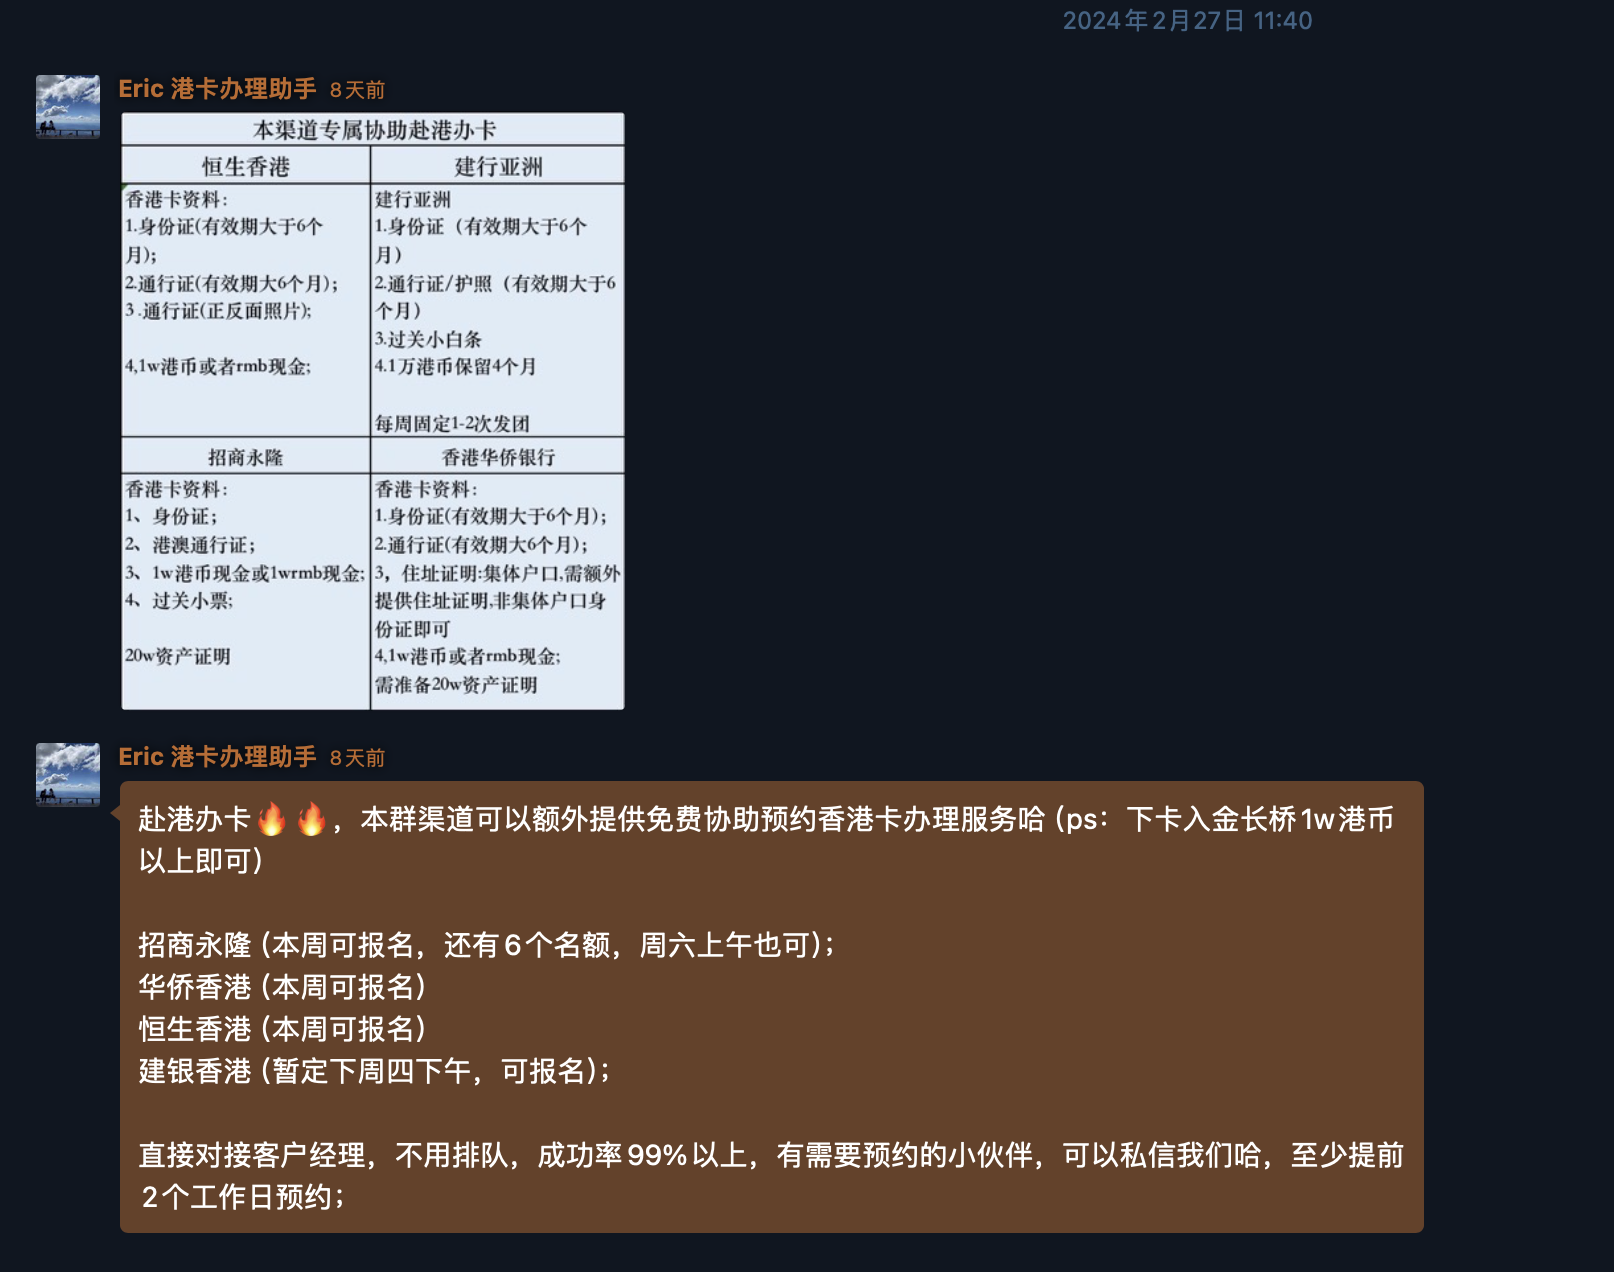 2024年2月27日 11:40
Eric 港卡办理助手 8天前
本渠道专属协助赴港办卡
恒生香港
香港卡资料：
1.身份证(有效期大于6个
月)；
2.通行证(有效期大6个月)；
3 .通行证(正反面照片);
4,1w港币或者rmb现金;
建行亚洲
建行亚洲
1.身份证（有效期大于6个
月）
2.通行证/护照（有效期大于6
个月）
3.过关小白条
4.1万港币保留4个月
每周固定1-2次发团
招商永隆
香港卡资料：
1、身份证；
2、港澳通行证；
3、1w港币现金或1wrmb现金;
4、过关小票;
20w资产证明
香港华侨银行
香港卡资料：
1.身份证(有效期大于6个月)；
2.通行证(有效期大6个月)；
3，住址证明:集体户口,需额外
提供住址证明,非集体户口身
份证即可
4,1w港币或者rmb现金;
需准备20w资产证明
Eric 港卡办理助手 8天前
赴港办卡🔥🔥，本群渠道可以额外提供免费协助预约香港卡办理服务哈 (ps：下卡入金长桥1w港币
以上即可)
招商永隆 (本周可报名，还有6个名额，周六上午也可)；
华侨香港 (本周可报名)
恒生香港 (本周可报名)
建银香港 (暂定下周四下午，可报名)；
直接对接客户经理，不用排队，成功率99%以上，有需要预约的小伙伴，可以私信我们哈，至少提前
2个工作日预约；